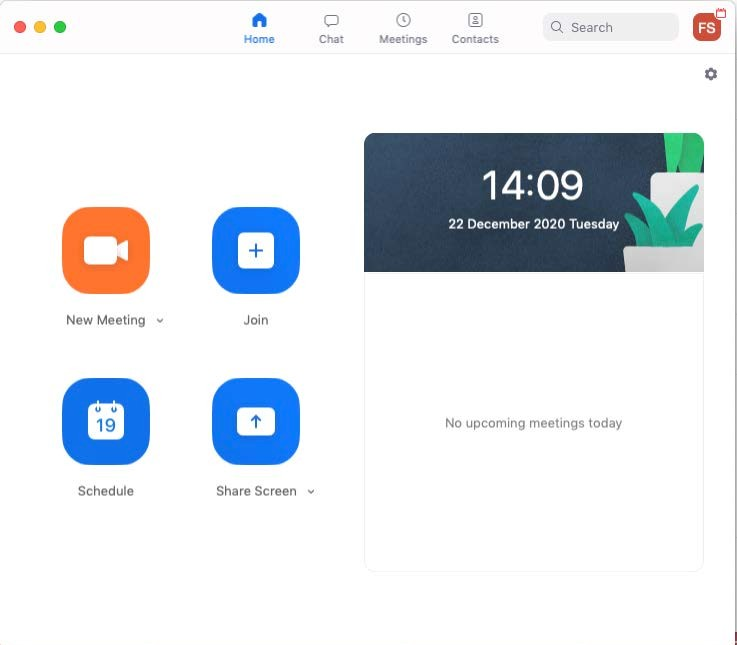 Home
Chat
Meetings
Contacts
Search
FS
14:09
22 December 2020 Tuesday
New Meeting
Join
19
Schedule
Share Screen
No upcoming meetings today